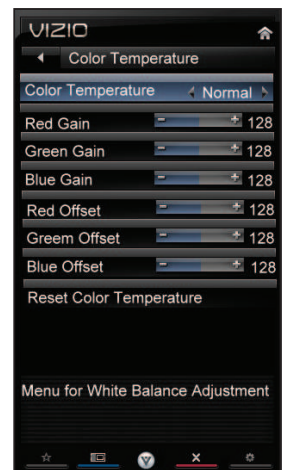 VIZIO
Color Temperature
Color Temperature Normal
Red Gain - + 128
Green Gain - + 128
Blue Gain - + 128
Red Offset - + 128
Greem Offset - + 128
Blue Offset - + 128
Reset Color Temperature
Menu for White Balance Adjustment
V X